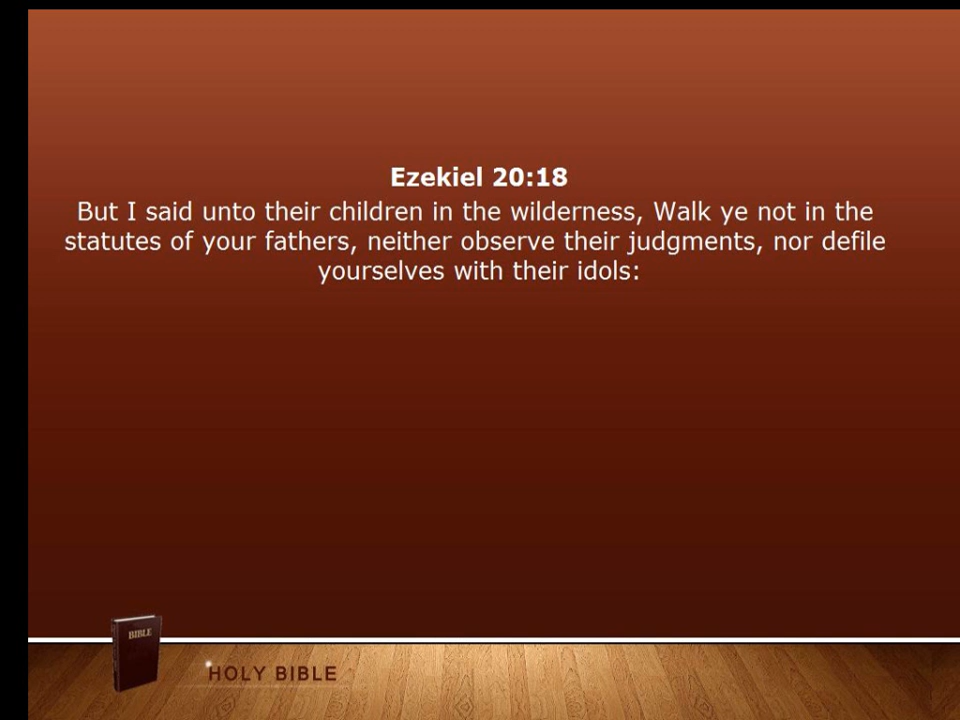 Ezekiel 20:18
But I said unto their children in the wilderness, Walk ye not in the
statutes of your fathers, neither observe their judgments, nor defile
yourselves with their idols:
BIBLE
HOLY BIBLE